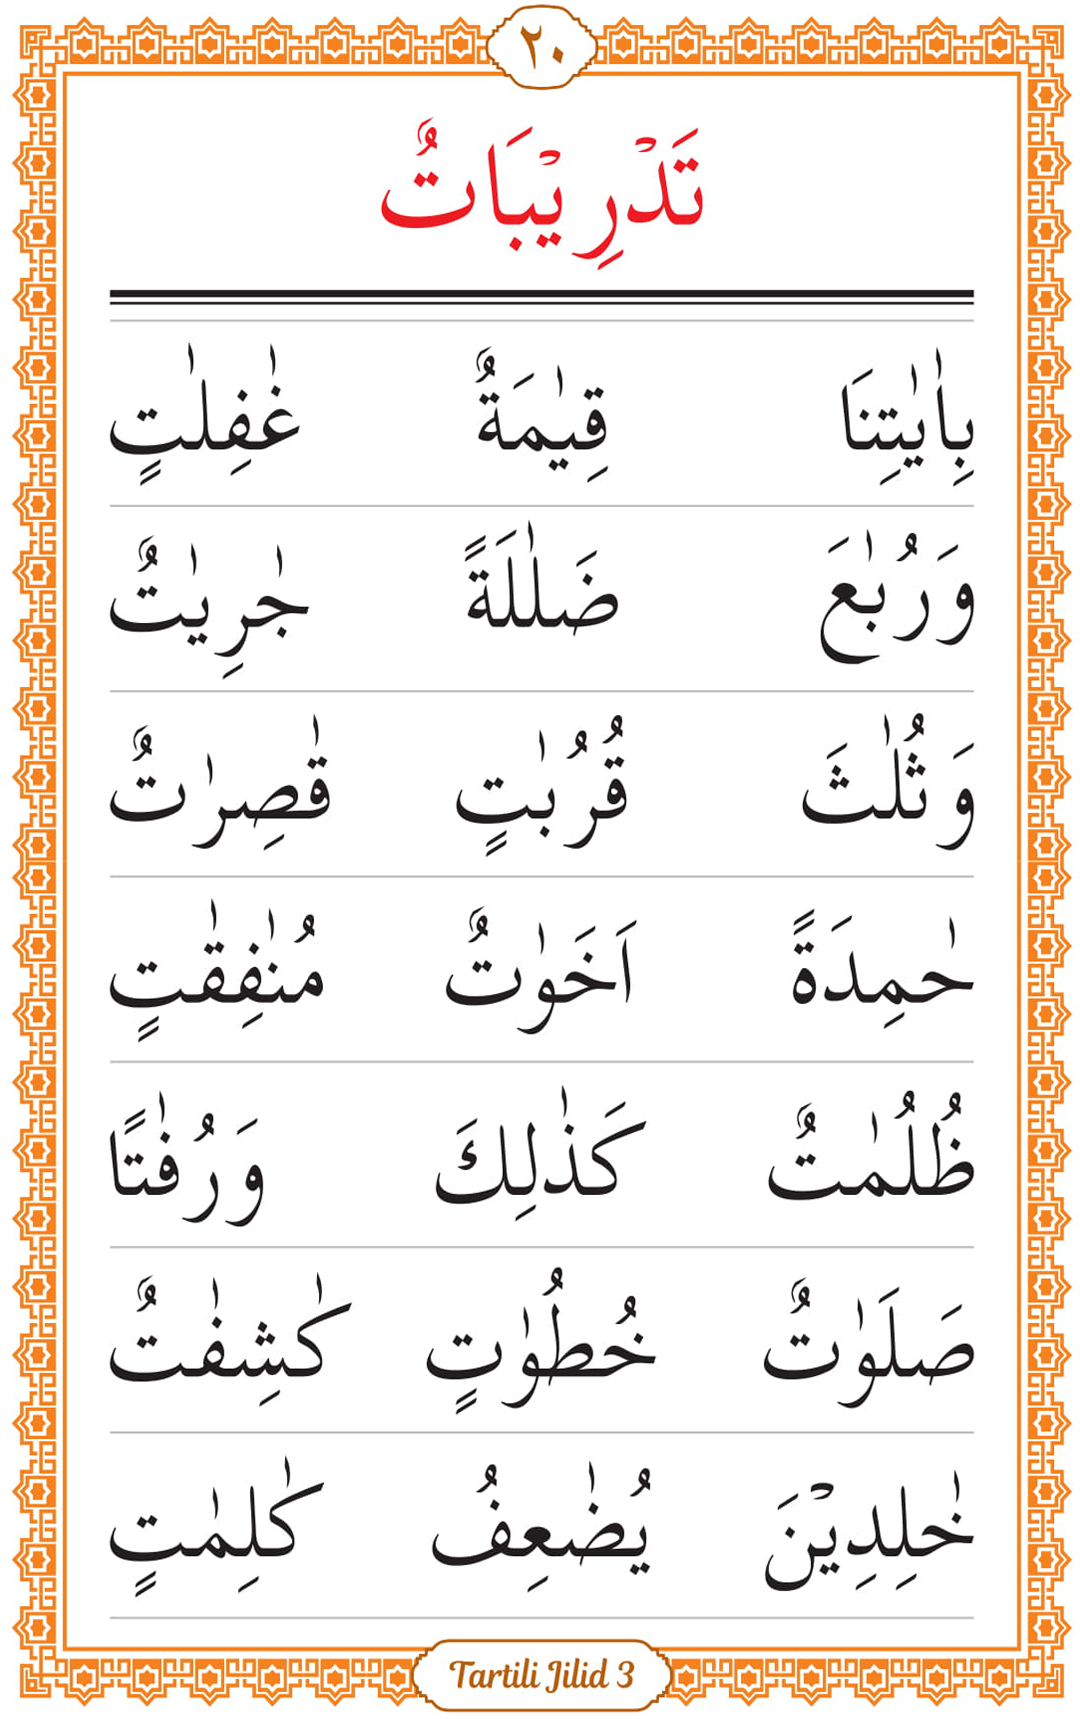 ٢٠
تَدْرِيْبَاتٌ
بِاٰيٰتِنَا قِيٰمَةٌ غٰفِلٰتٍ
وَرُبٰعَ ضَلٰلَةً جٰرِيٰتٌ
وَثُلٰثَ قُرُبٰتٍ قٰصِرٰتٌ
حٰمِدَةً اَخَوٰتٌ مُنٰفِقٰتٍ
ظُلُمٰتٌ كَذٰلِكَ وَرُفٰتًا
صَلَوٰتٌ خُطُوٰتٍ كٰشِفٰتٌ
خٰلِدِيْنَ يُضٰعِفُ كٰلِمٰتٍ
Tartili Jilid 3